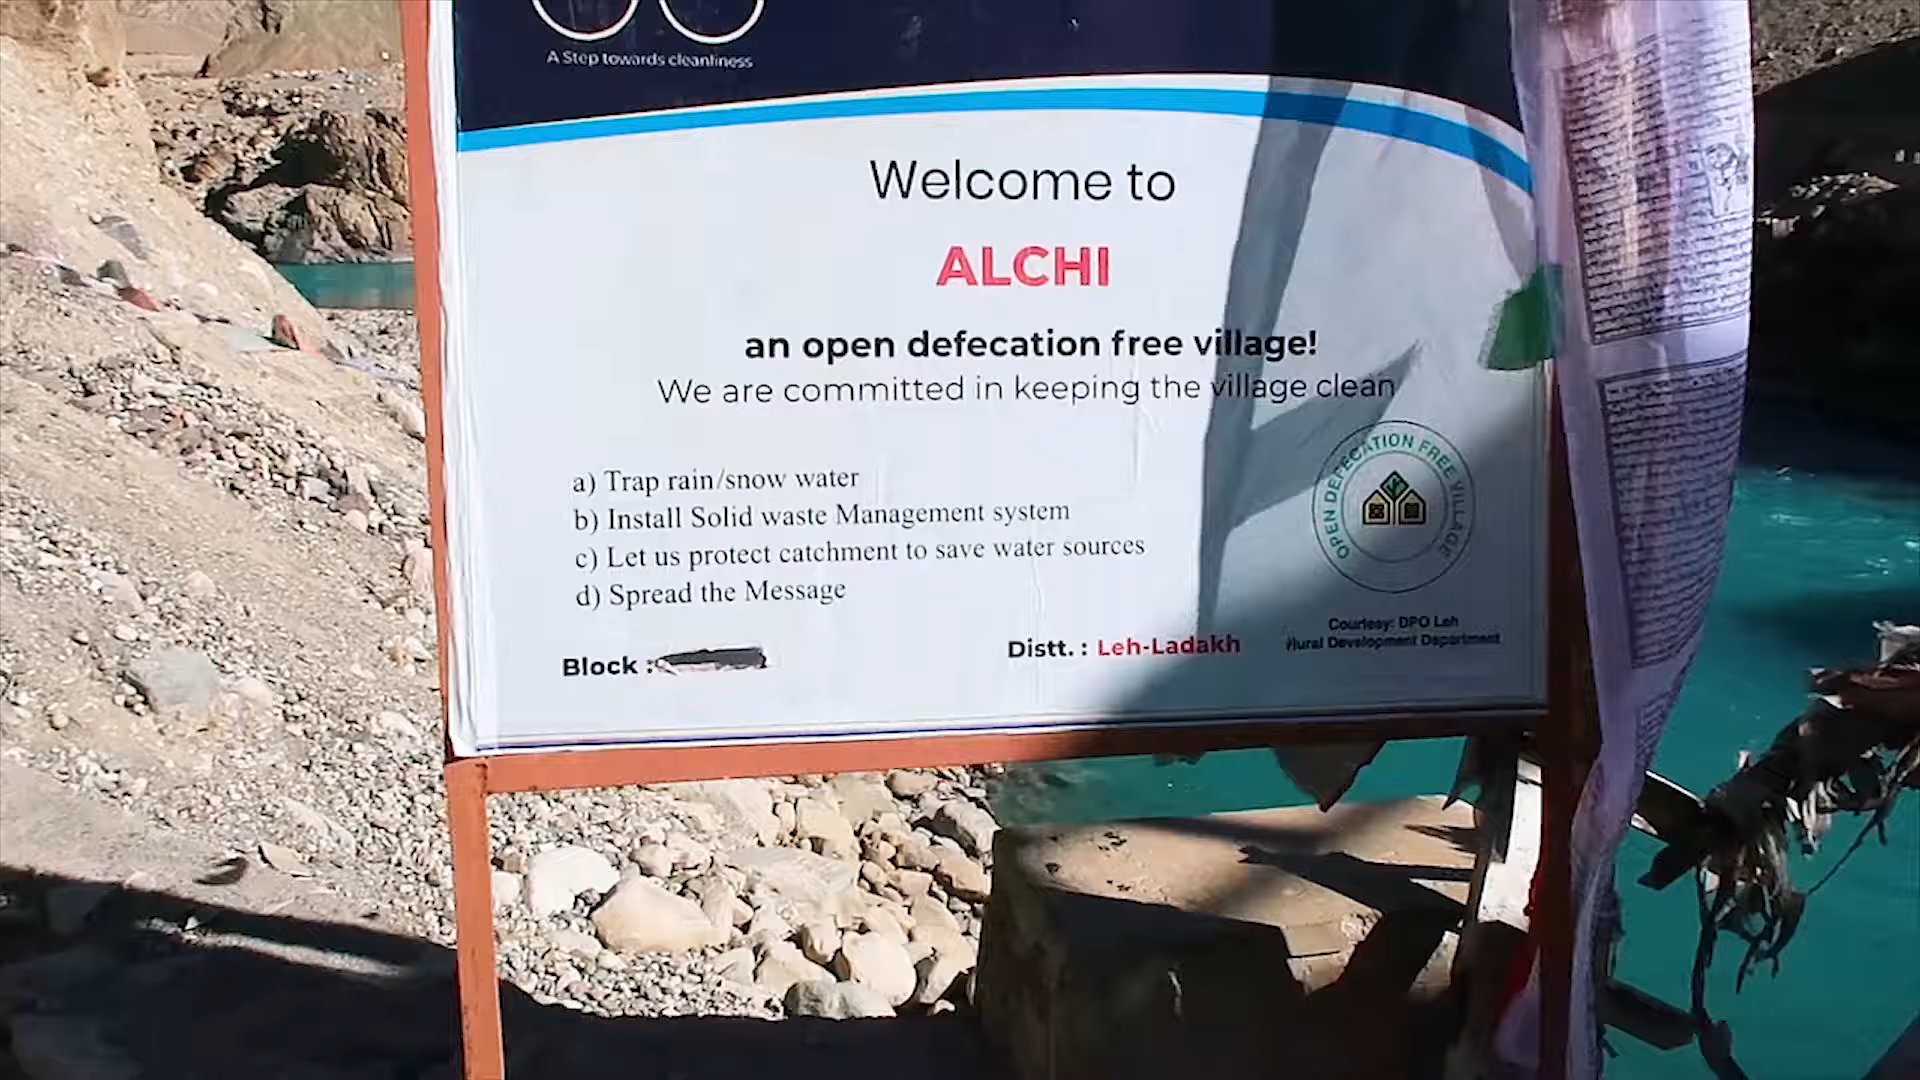 A Step towards cleanliness
Welcome to
ALCHI
an open defecation free village!
We are committed in keeping the village clean
a) Trap rain/snow water
b) Install Solid waste Management system
c) Let us protect catchment to save water sources
d) Spread the Message
OPEN DEFECATION FREE VILLAGE
Courtesy: DPO Leh
Rural Development Department
Block :
Distt. : Leh-Ladakh